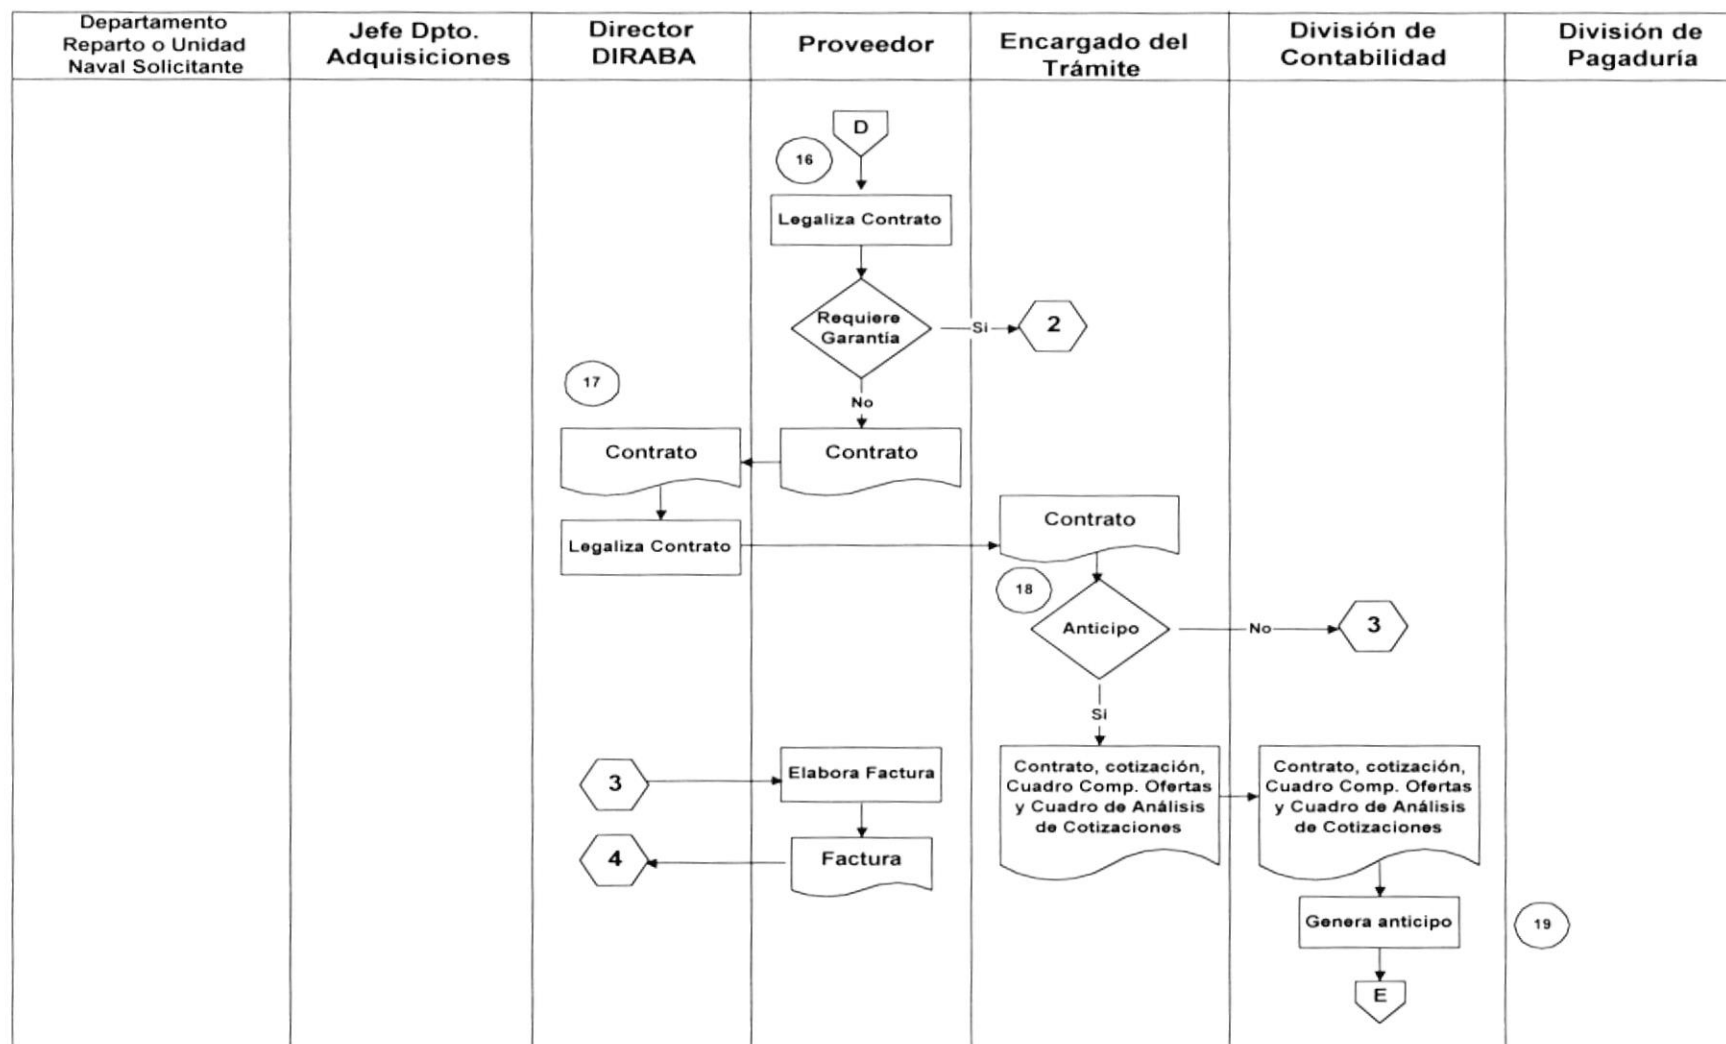 Departamento
Reparto o Unidad
Naval Solicitante
Jefe Dpto.
Adquisiciones
Director
DIRABA
Proveedor
Encargado del
Trámite
División de
Contabilidad
División de
Pagaduría
D
16
Legaliza Contrato
Requiere
Garantía
Si
2
17
No
Contrato
Contrato
Contrato
Legaliza Contrato
18
Anticipo
No
3
Si
3
Elabora Factura
Contrato, cotización,
Cuadro Comp. Ofertas
y Cuadro de Análisis
de Cotizaciones
Contrato, cotización,
Cuadro Comp. Ofertas
y Cuadro de Análisis
de Cotizaciones
4
Factura
Genera anticipo
19
E